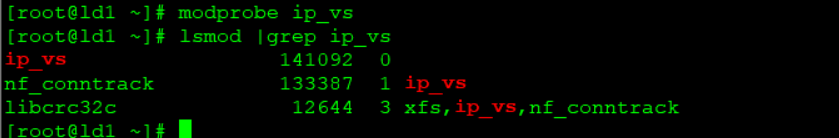 [root@ld1 ~]# modprobe ip_vs
[root@ld1 ~]# lsmod |grep ip_vs
ip_vs                 141092  0
nf_conntrack          133387  1 ip_vs
libcrc32c              12644  3 xfs,ip_vs,nf_conntrack
[root@ld1 ~]#